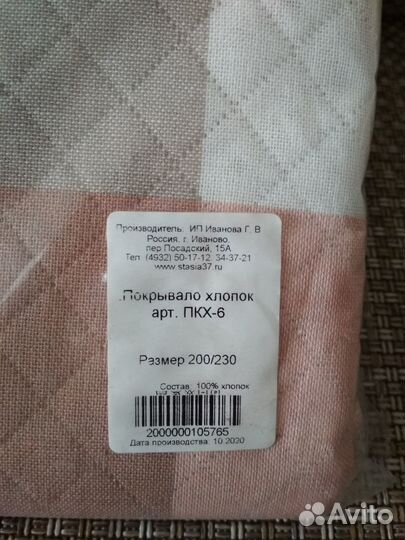 Производитель: ИП Иванова Г. В
Россия, г. Иваново,
пер Посадский, 15А
Тел. (4932) 50-17-12, 34-37-21
www.stasia37.ru
Покрывало хлопок
арт. ПКХ-6
Размер 200/230
Состав: 100% хлопок
2000000105765
Дата производства: 10.2020
Avito